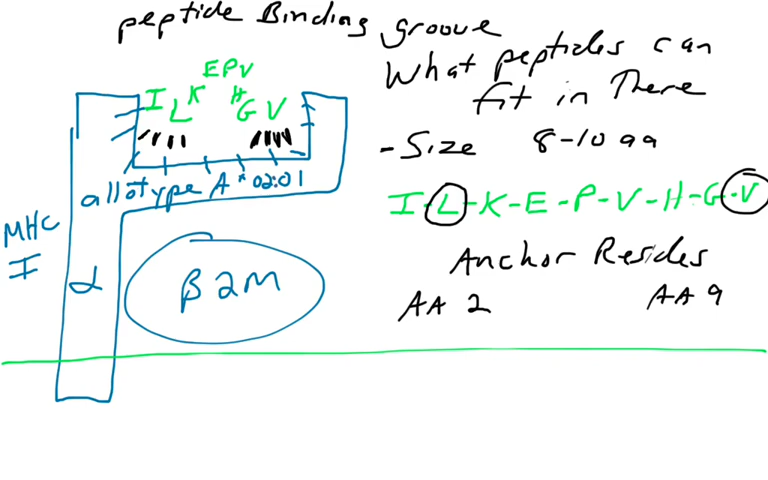 peptide Binding groove
What peptides can
fit in There
- Size 8-10 aa
I-L-K-E-P-V-H-G-V
Anchor Resides
AA 2 AA 9
EPV
I L K H G V
allotype A*02:01
MHC
I
α
β2M